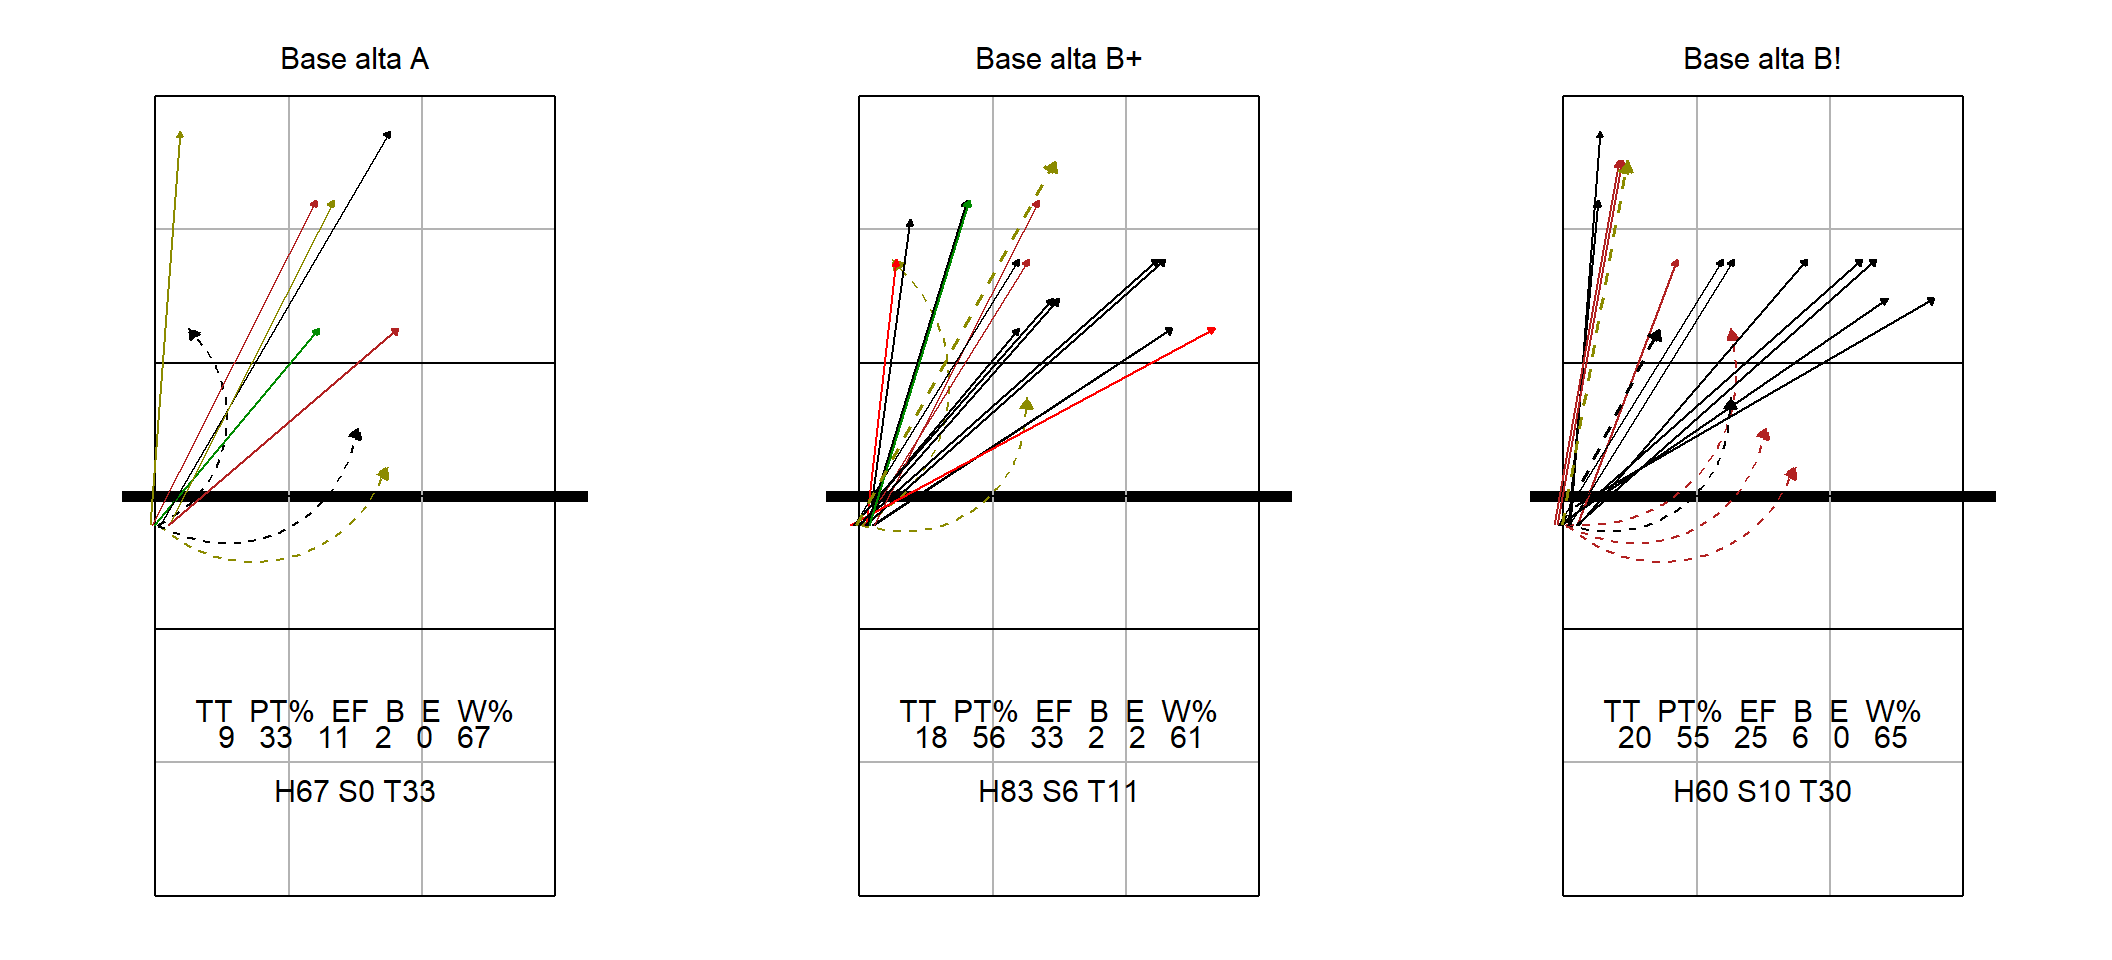 Base alta A
TT PT% EF B E W%
9 33 11 2 0 67
H67 S0 T33
Base alta B+
TT PT% EF B E W%
18 56 33 2 2 61
H83 S6 T11
Base alta B!
TT PT% EF B E W%
20 55 25 6 0 65
H60 S10 T30